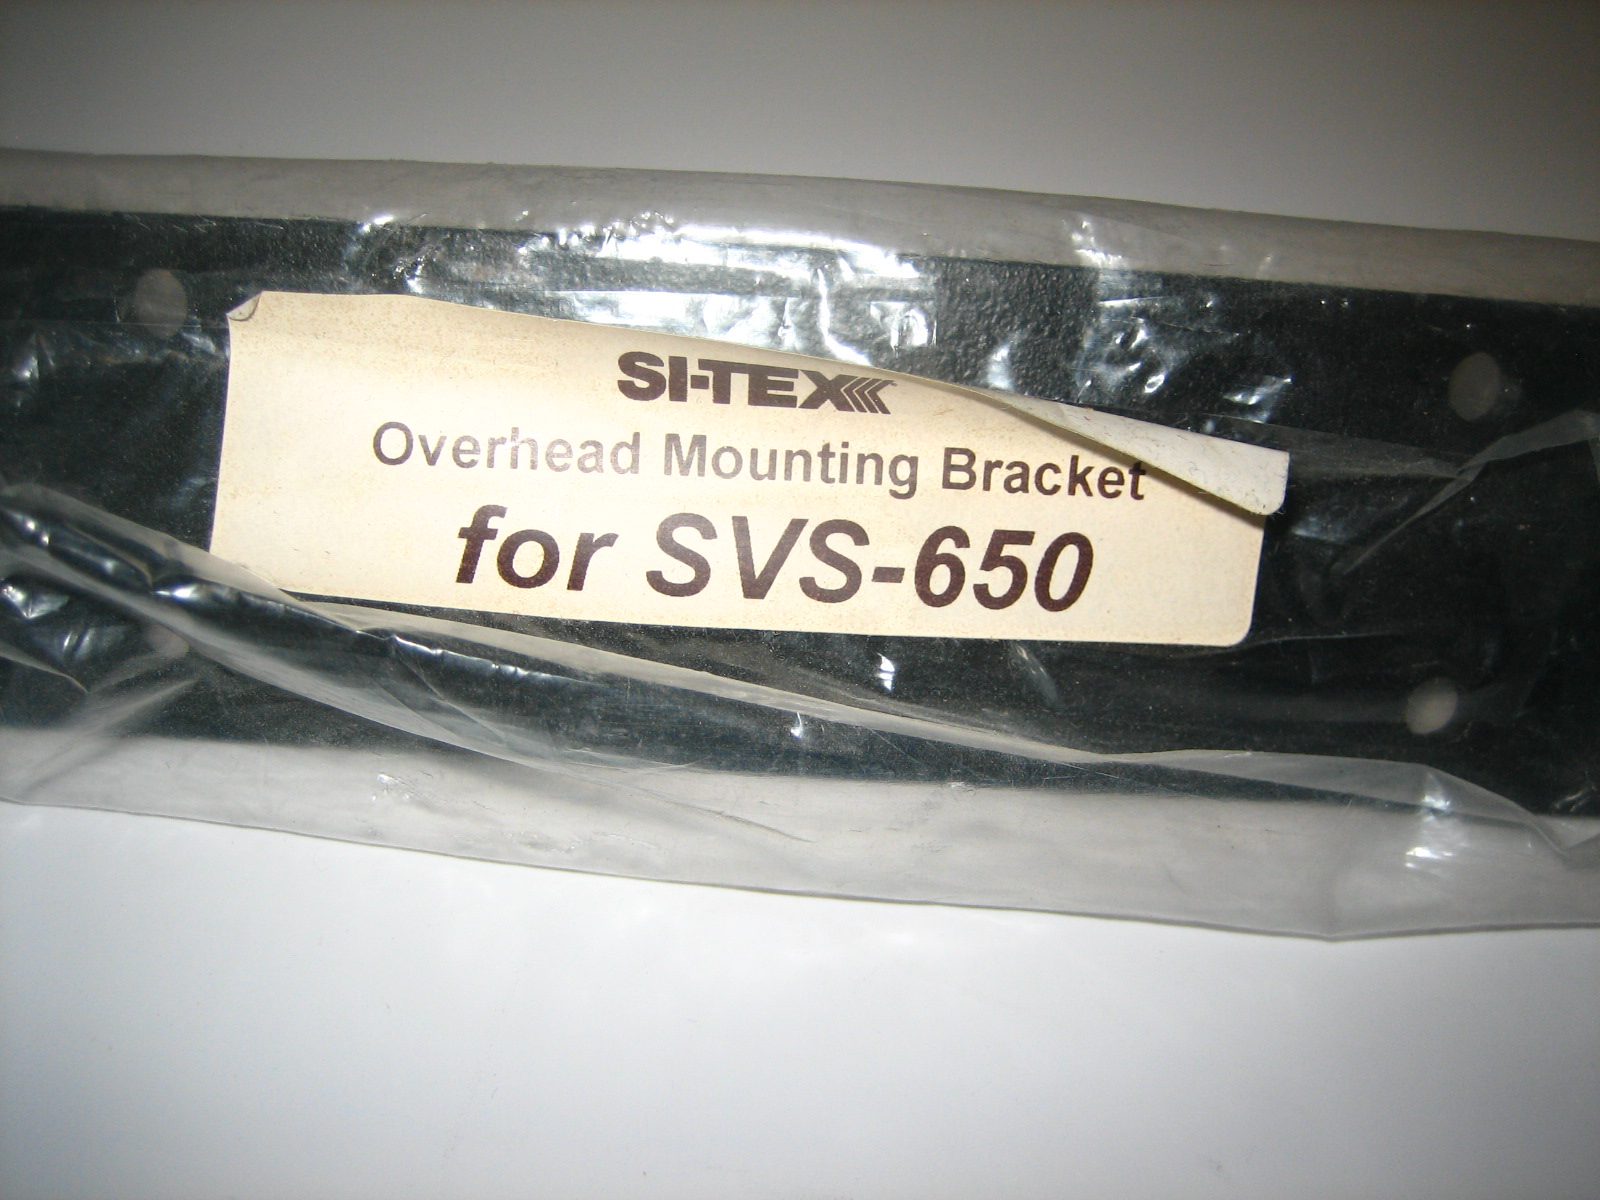 SI-TEX
Overhead Mounting Bracket
for SVS-650